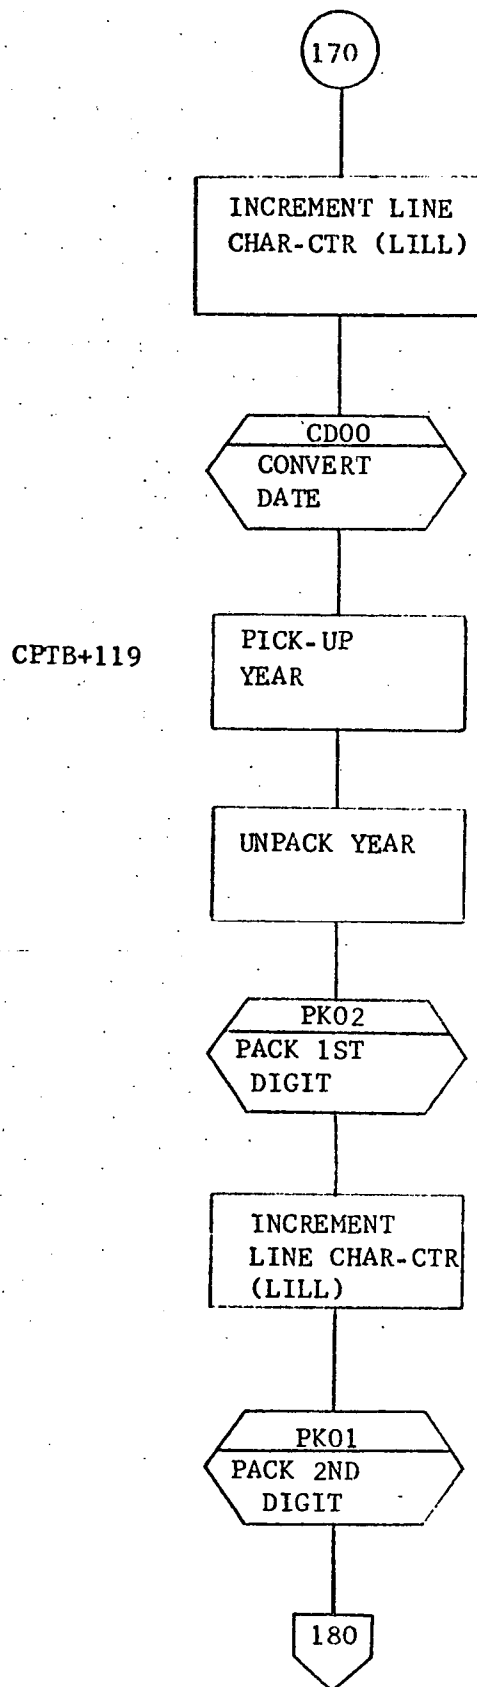 170
INCREMENT LINE
CHAR-CTR (LILL)
CD00
CONVERT
DATE
CPTB+119
PICK-UP
YEAR
UNPACK YEAR
PK02
PACK 1ST
DIGIT
INCREMENT
LINE CHAR-CTR
(LILL)
PK01
PACK 2ND
DIGIT
180